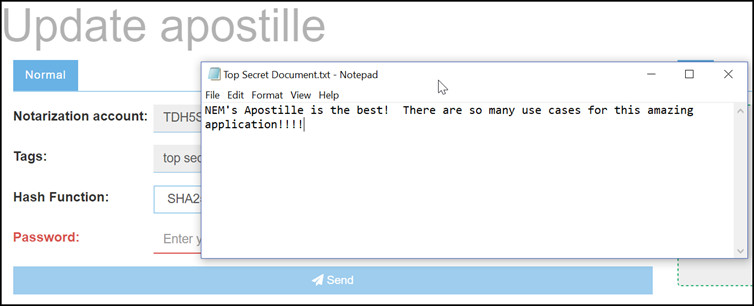 Update apostille
Normal
Top Secret Document.txt - Notepad
File Edit Format View Help
NEM's Apostille is the best!  There are so many use cases for this amazing
application!!!!
Notarization account: TDH5S
Tags: top sec
Hash Function: SHA2
Password: Enter y
Send